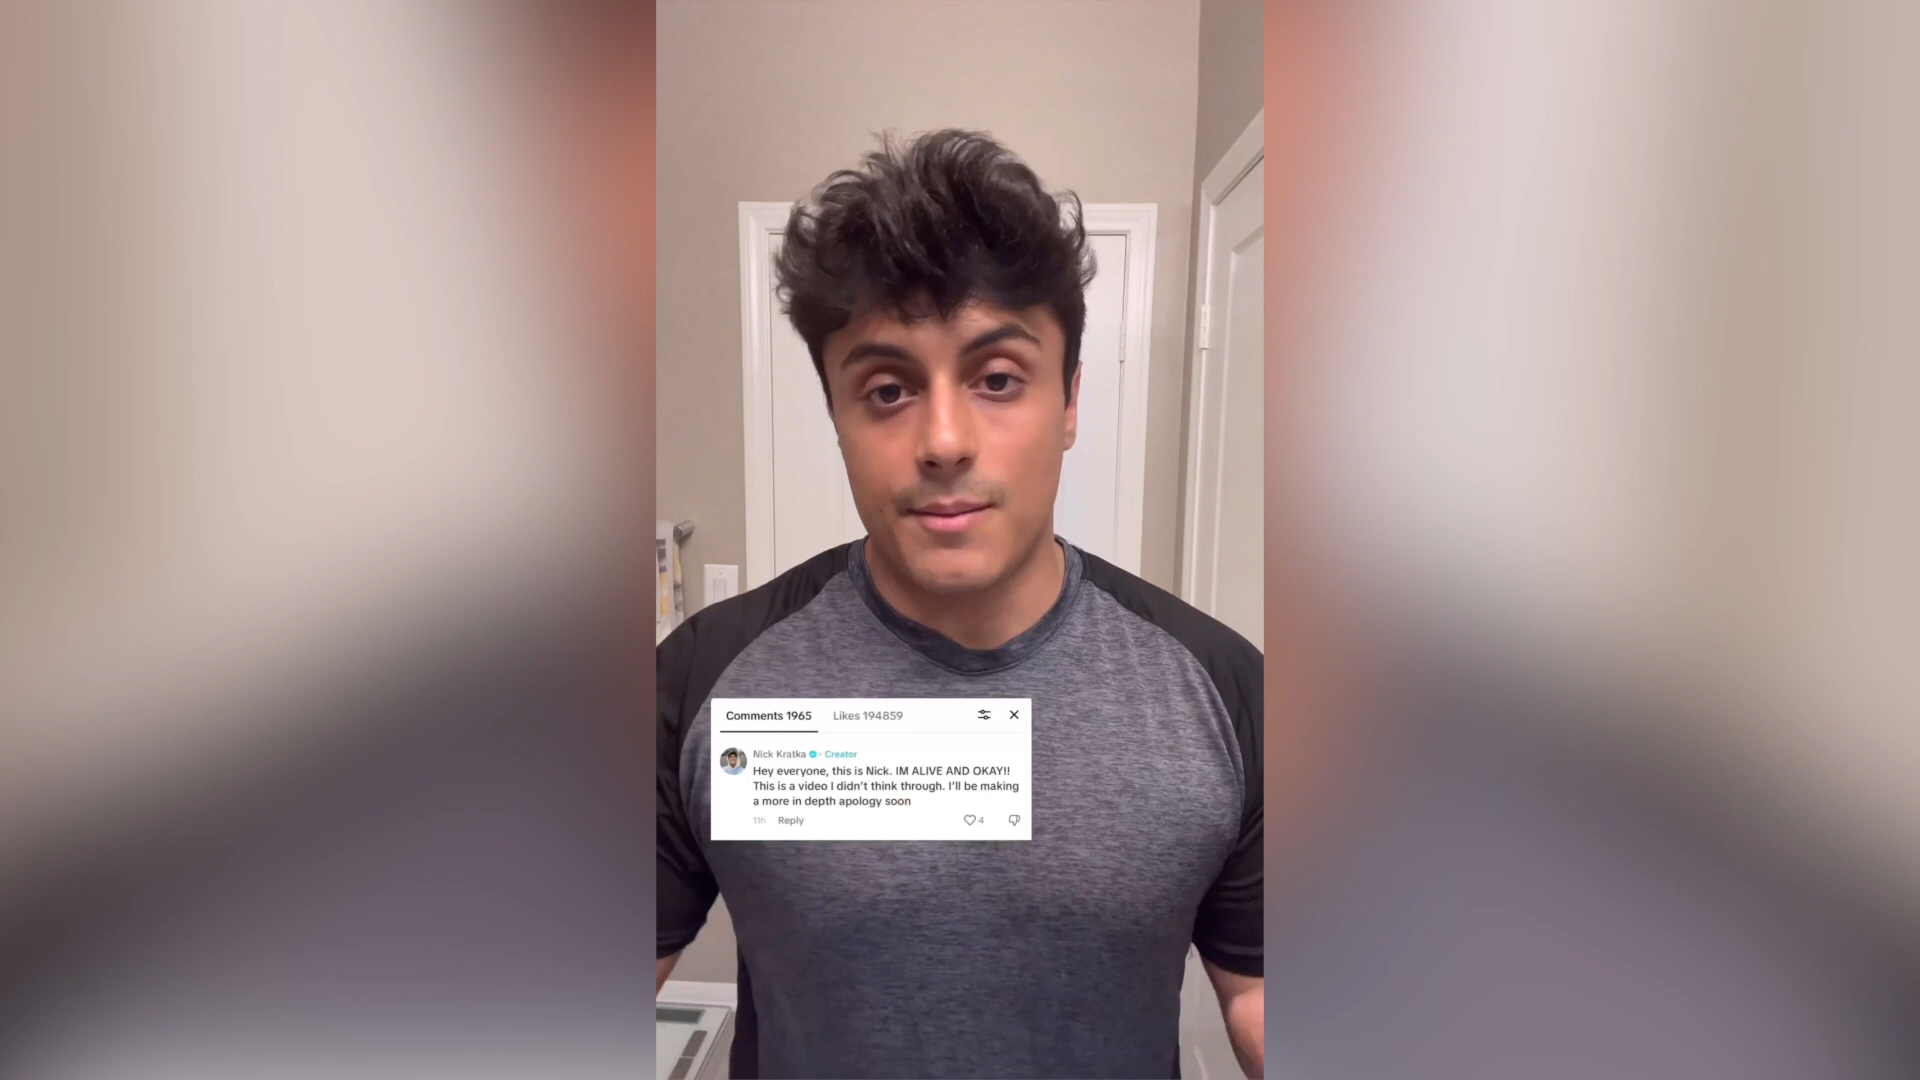 Comments 1965 Likes 194859
Nick Kratka · Creator
Hey everyone, this is Nick. IM ALIVE AND OKAY!!
This is a video I didn't think through. I'll be making
a more in depth apology soon
11h Reply 4